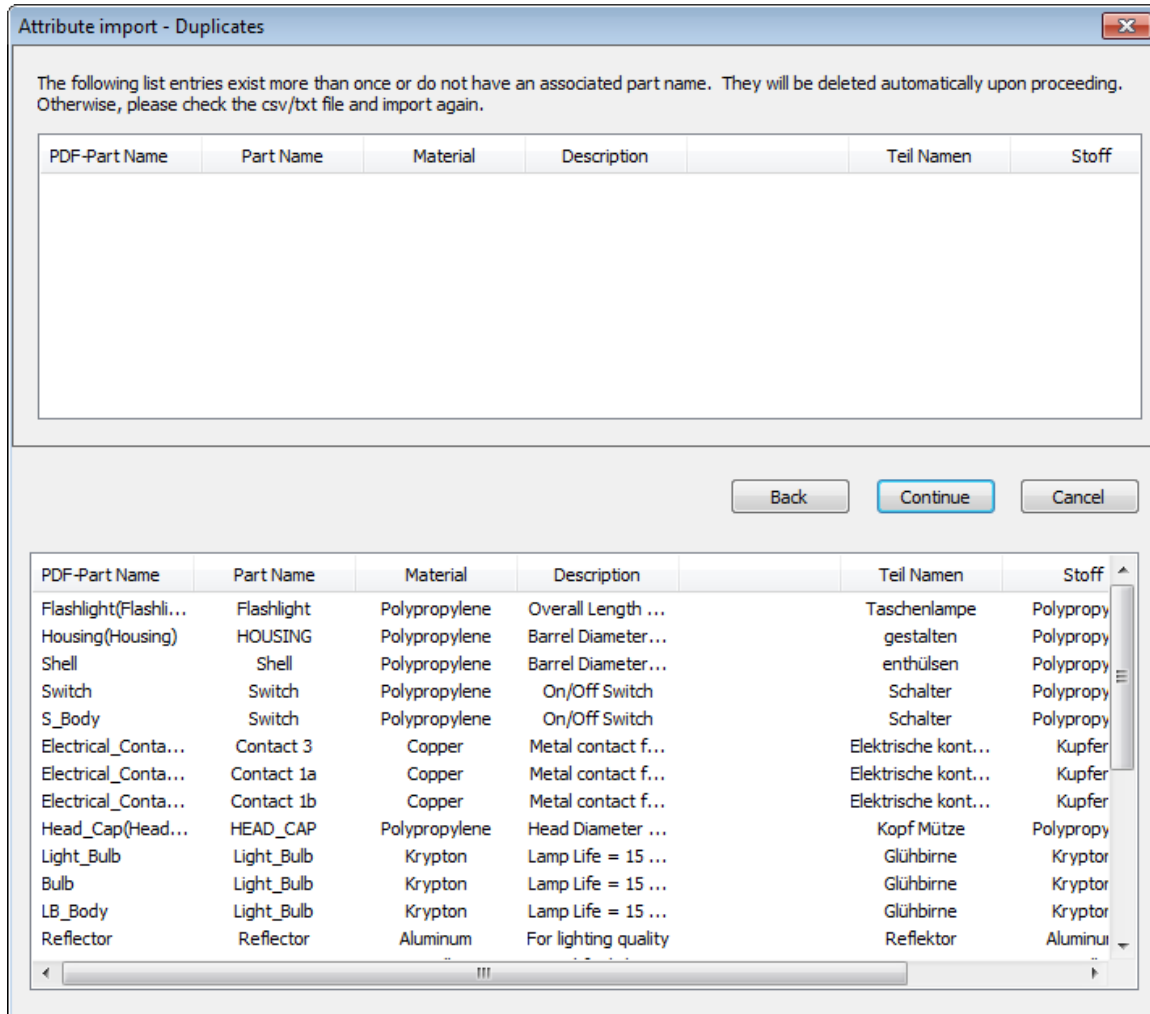 Attribute import - Duplicates
The following list entries exist more than once or do not have an associated part name.  They will be deleted automatically upon proceeding.
Otherwise, please check the csv/txt file and import again.
PDF-Part Name Part Name Material Description Teil Namen Stoff
Back Continue Cancel
PDF-Part Name Part Name Material Description Teil Namen Stoff
Flashlight(Flashli... Flashlight Polypropylene Overall Length ... Taschenlampe Polypropy
Housing(Housing) HOUSING Polypropylene Barrel Diameter... gestalten Polypropy
Shell Shell Polypropylene Barrel Diameter... enthülsen Polypropy
Switch Switch Polypropylene On/Off Switch Schalter Polypropy
S_Body Switch Polypropylene On/Off Switch Schalter Polypropy
Electrical_Conta... Contact 3 Copper Metal contact f... Elektrische kont... Kupfer
Electrical_Conta... Contact 1a Copper Metal contact f... Elektrische kont... Kupfer
Electrical_Conta... Contact 1b Copper Metal contact f... Elektrische kont... Kupfer
Head_Cap(Head... HEAD_CAP Polypropylene Head Diameter ... Kopf Mütze Polypropy
Light_Bulb Light_Bulb Krypton Lamp Life = 15 ... Glühbirne Krypton
Bulb Light_Bulb Krypton Lamp Life = 15 ... Glühbirne Krypton
LB_Body Light_Bulb Krypton Lamp Life = 15 ... Glühbirne Krypton
Reflector Reflector Aluminum For lighting quality Reflektor Aluminu